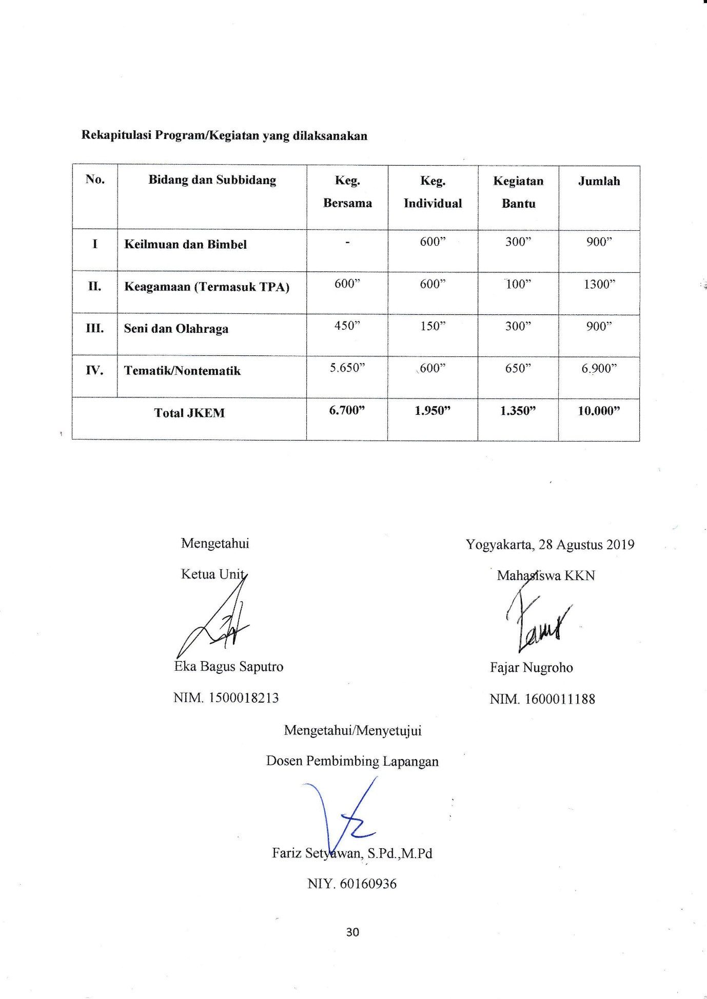 Rekapitulasi Program/Kegiatan yang dilaksanakan
No. Bidang dan Subbidang Keg. Bersama Keg. Individual Kegiatan Bantu Jumlah
I Keilmuan dan Bimbel - 600” 300” 900”
II. Keagamaan (Termasuk TPA) 600” 600” 100” 1300”
III. Seni dan Olahraga 450” 150” 300” 900”
IV. Tematik/Nontematik 5.650” 600” 650” 6.900”
Total JKEM 6.700” 1.950” 1.350” 10.000”
Mengetahui Yogyakarta, 28 Agustus 2019
Ketua Unit Mahasiswa KKN
Eka Bagus Saputro Fajar Nugroho
NIM. 1500018213 NIM. 1600011188
Mengetahui/Menyetujui
Dosen Pembimbing Lapangan
Fariz Setyawan, S.Pd.,M.Pd
NIY. 60160936
30